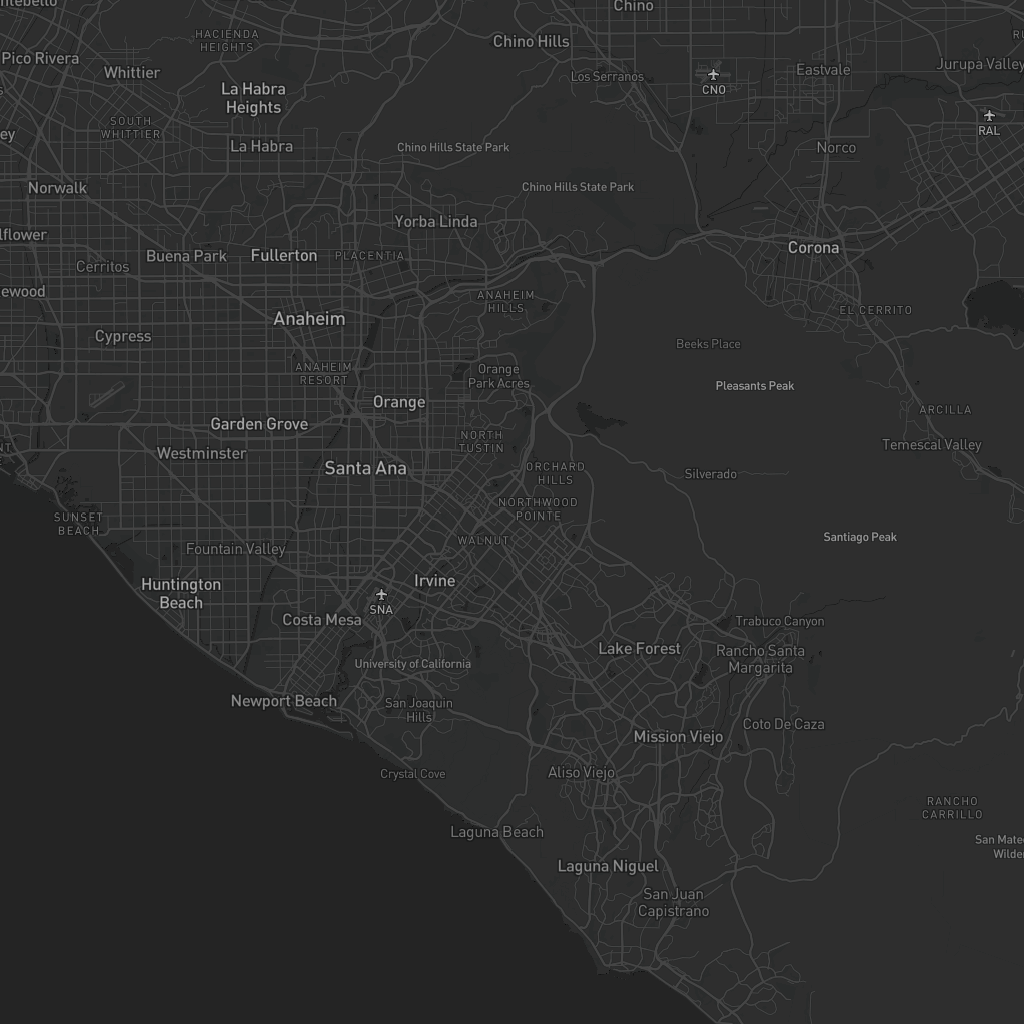 Chino
HACIENDA
HEIGHTS
Chino Hills
Pico Rivera
Whittier
Los Serranos
CNO
Eastvale
Jurupa Valley
La Habra
Heights
SOUTH
WHITTIER
RAL
La Habra
Chino Hills State Park
Norco
Norwalk
Chino Hills State Park
Yorba Linda
Buena Park
Fullerton
PLACENTIA
Corona
Cerritos
ANAHEIM
HILLS
EL CERRITO
Anaheim
Cypress
Beeks Place
ANAHEIM
RESORT
Orange
Park Acres
Pleasants Peak
Orange
ARCILLA
Garden Grove
NORTH
TUSTIN
Temescal Valley
Westminster
Santa Ana
ORCHARD
HILLS
Silverado
NORTHWOOD
POINTE
SUNSET
BEACH
WALNUT
Santiago Peak
Fountain Valley
Irvine
Huntington
Beach
SNA
Costa Mesa
Trabuco Canyon
Lake Forest
Rancho Santa
Margarita
University of California
Newport Beach
San Joaquin
Hills
Coto De Caza
Mission Viejo
Crystal Cove
Aliso Viejo
RANCHO
CARRILLO
Laguna Beach
San Mate
Wilder
Laguna Niguel
San Juan
Capistrano